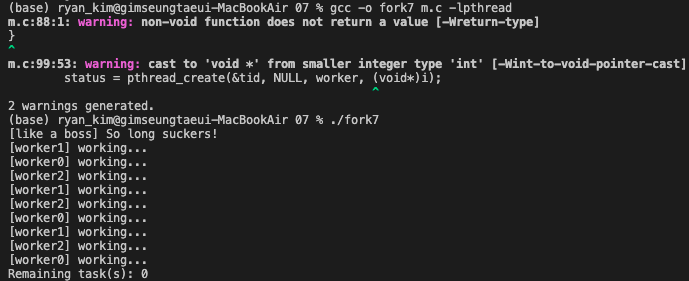 (base) ryan_kim@gimseungtaeui-MacBookAir 07 % gcc -o fork7 m.c -lpthread
m.c:88:1: warning: non-void function does not return a value [-Wreturn-type]
}
^
m.c:99:53: warning: cast to 'void *' from smaller integer type 'int' [-Wint-to-void-pointer-cast]
        status = pthread_create(&tid, NULL, worker, (void*)i);
                                                    ^
2 warnings generated.
(base) ryan_kim@gimseungtaeui-MacBookAir 07 % ./fork7
[like a boss] So long suckers!
[worker1] working...
[worker0] working...
[worker2] working...
[worker1] working...
[worker2] working...
[worker0] working...
[worker1] working...
[worker2] working...
[worker0] working...
Remaining task(s): 0